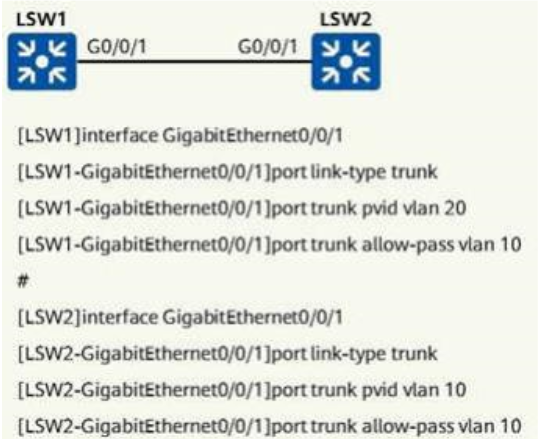 LSW1 LSW2
G0/0/1 G0/0/1
[LSW1]interface GigabitEthernet0/0/1
[LSW1-GigabitEthernet0/0/1]port link-type trunk
[LSW1-GigabitEthernet0/0/1]port trunk pvid vlan 20
[LSW1-GigabitEthernet0/0/1]port trunk allow-pass vlan 10
#
[LSW2]interface GigabitEthernet0/0/1
[LSW2-GigabitEthernet0/0/1]port link-type trunk
[LSW2-GigabitEthernet0/0/1]port trunk pvid vlan 10
[LSW2-GigabitEthernet0/0/1]port trunk allow-pass vlan 10